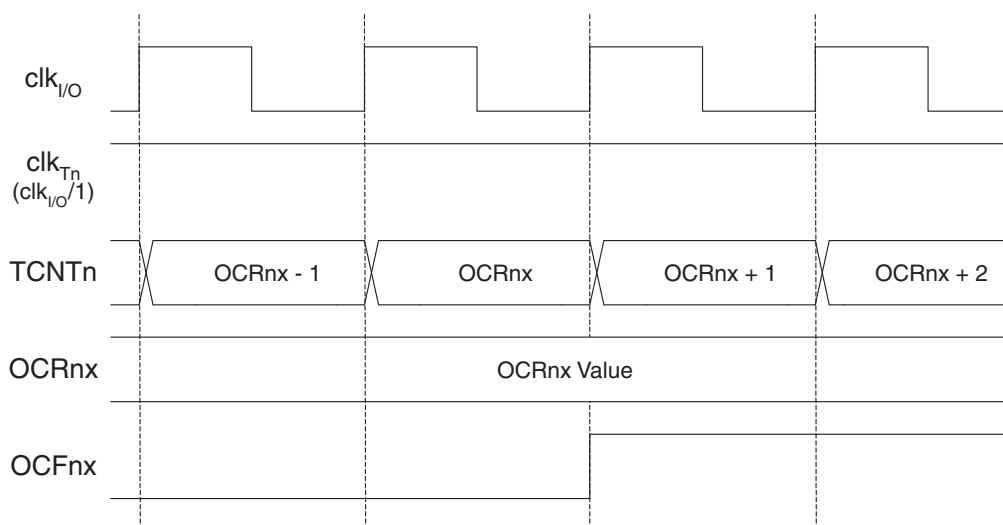 clkI/O
clkTn
(clkI/O/1)
TCNTn
OCRnx - 1
OCRnx
OCRnx + 1
OCRnx + 2
OCRnx
OCRnx Value
OCFnx